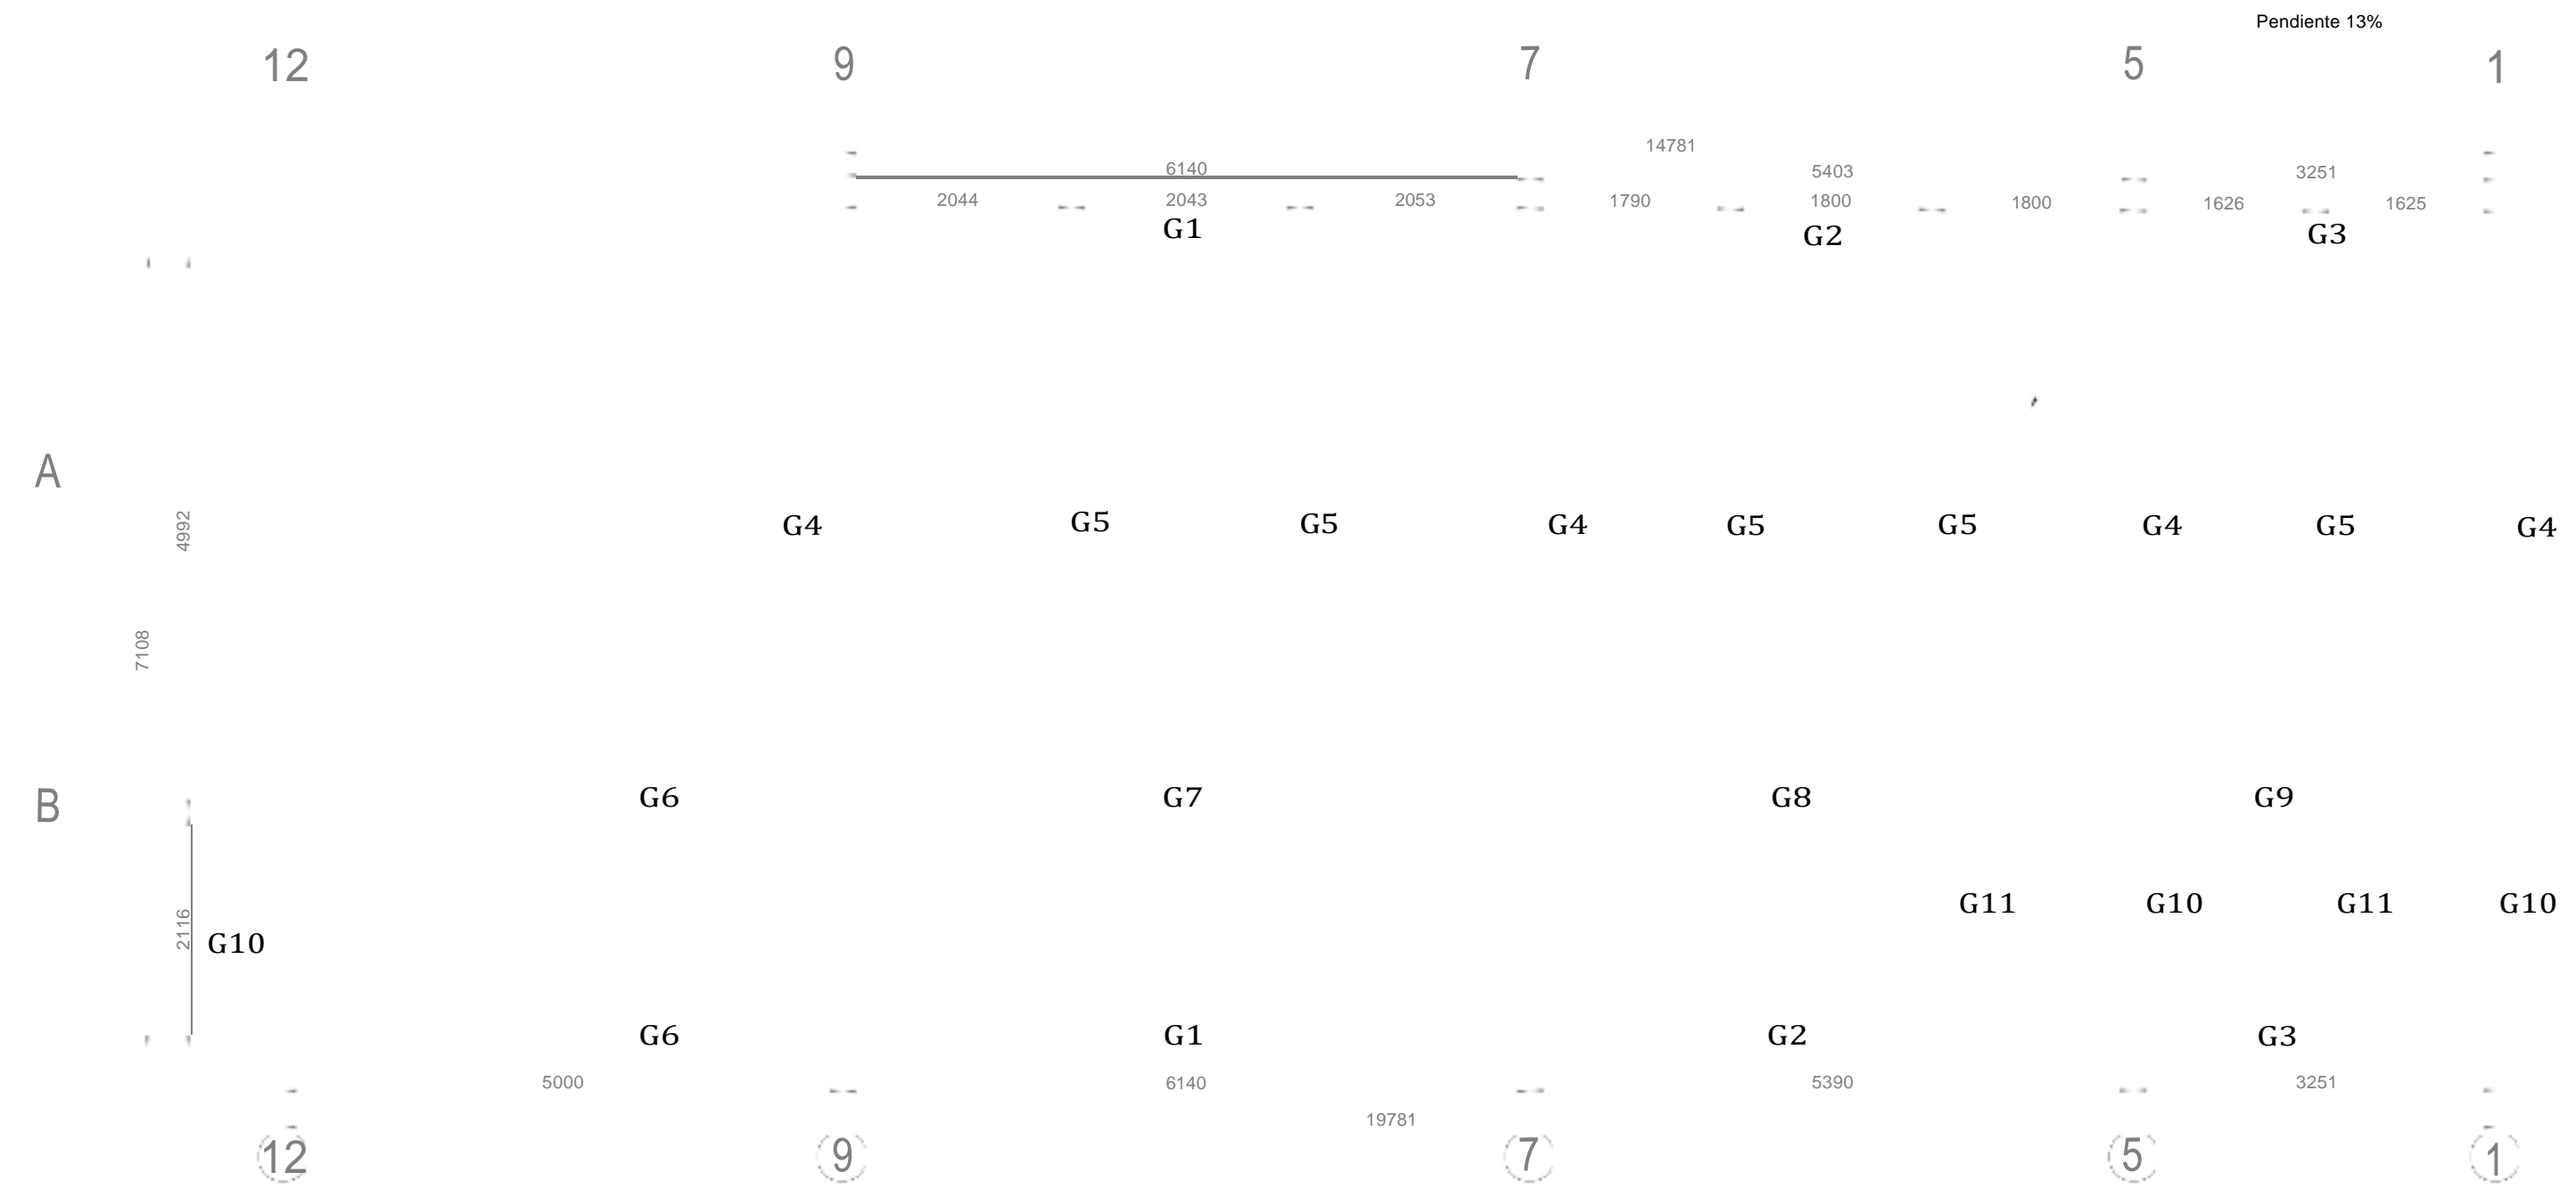 Pendiente 13%
12 9 7 5 1
14781
6140 5403 3251
2044 2043 2053 1790 1800 1800 1626 1625
G1 G2 G3
A
4992
G4 G5 G5 G4 G5 G5 G4 G5 G4
7108
B
G6 G7 G8 G9
G11 G10 G11 G10
2116
G10
G6 G1 G2 G3
5000 6140 5390 3251
19781
12 9 7 5 1